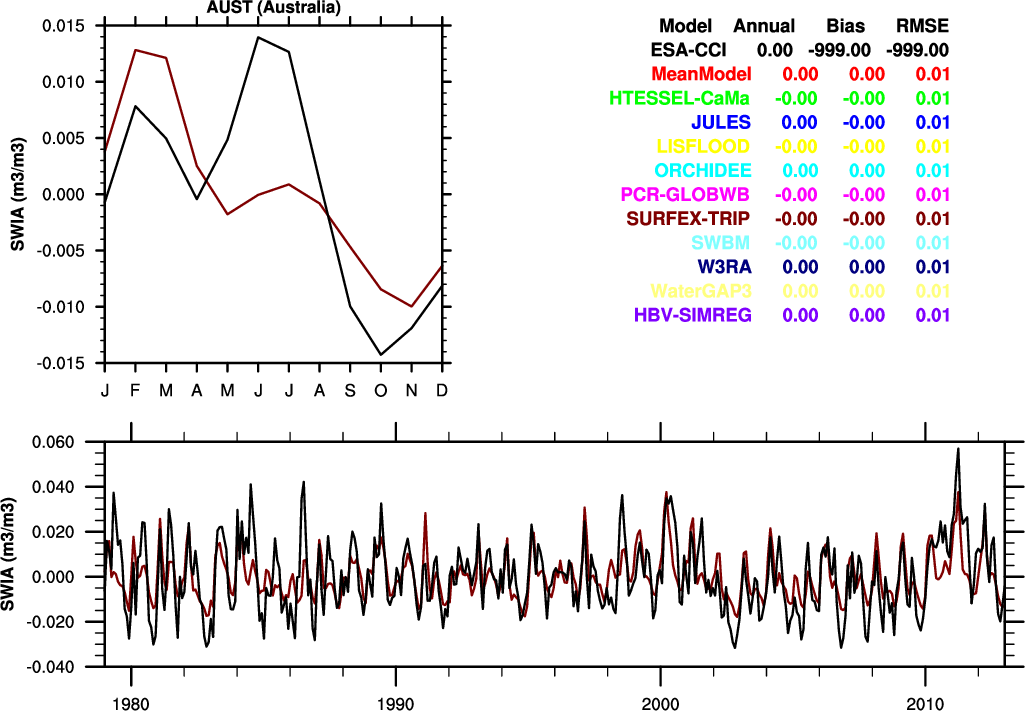 AUST (Australia)
0.015
0.010
0.005
0.000
-0.005
-0.010
-0.015
SWIA (m3/m3)
J F M A M J J A S O N D
Model Annual Bias RMSE
ESA-CCI 0.00 -999.00 -999.00
MeanModel 0.00 0.00 0.01
HTESSEL-CaMa -0.00 -0.00 0.01
JULES 0.00 -0.00 0.01
LISFLOOD -0.00 -0.00 0.01
ORCHIDEE 0.00 0.00 0.01
PCR-GLOBWB -0.00 -0.00 0.01
SURFEX-TRIP -0.00 -0.00 0.01
SWBM -0.00 -0.00 0.01
W3RA 0.00 0.00 0.01
WaterGAP3 0.00 0.00 0.01
HBV-SIMREG 0.00 0.00 0.01
0.060
0.040
0.020
0.000
-0.020
-0.040
SWIA (m3/m3)
1980 1990 2000 2010